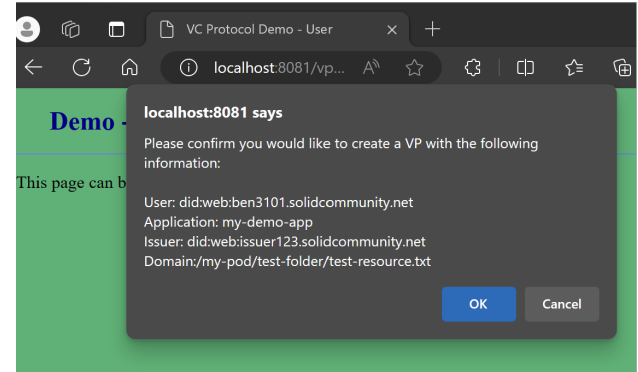 VC Protocol Demo - User
localhost:8081/vp...
Demo -
This page can b
localhost:8081 says
Please confirm you would like to create a VP with the following
information:
User: did:web:ben3101.solidcommunity.net
Application: my-demo-app
Issuer: did:web:issuer123.solidcommunity.net
Domain:/my-pod/test-folder/test-resource.txt
OK
Cancel